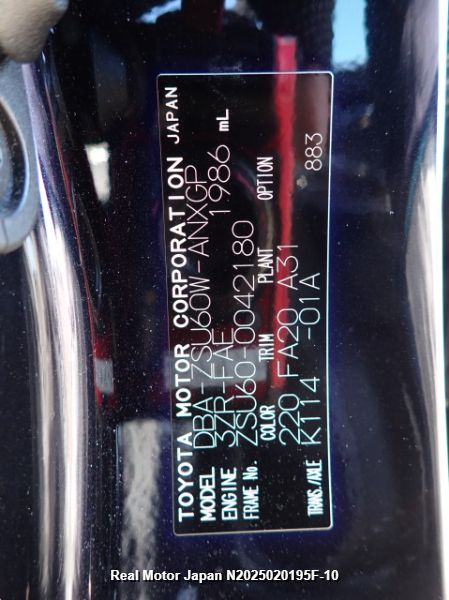 TOYOTA MOTOR CORPORATION JAPAN
MODEL DBA-ZSU60W-ANXGP
ENGINE 3ZR-FAE 1986 mL
FRAME No. ZSU60-0042180
COLOR TRIM PLANT OPTION
220 FA20 A31 883
TRANS./AXLE K114 -01A
Real Motor Japan N2025020195F-10